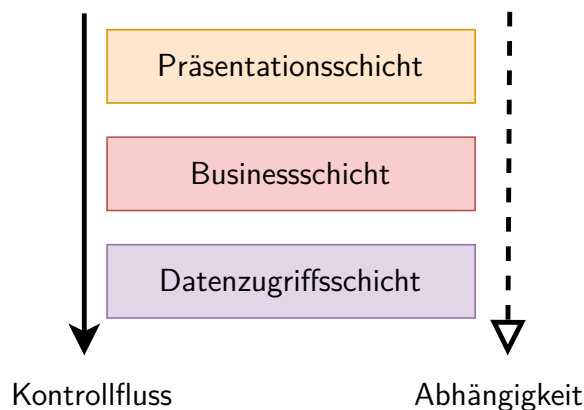 Präsentationsschicht
Businessschicht
Datenzugriffsschicht
Kontrollfluss
Abhängigkeit